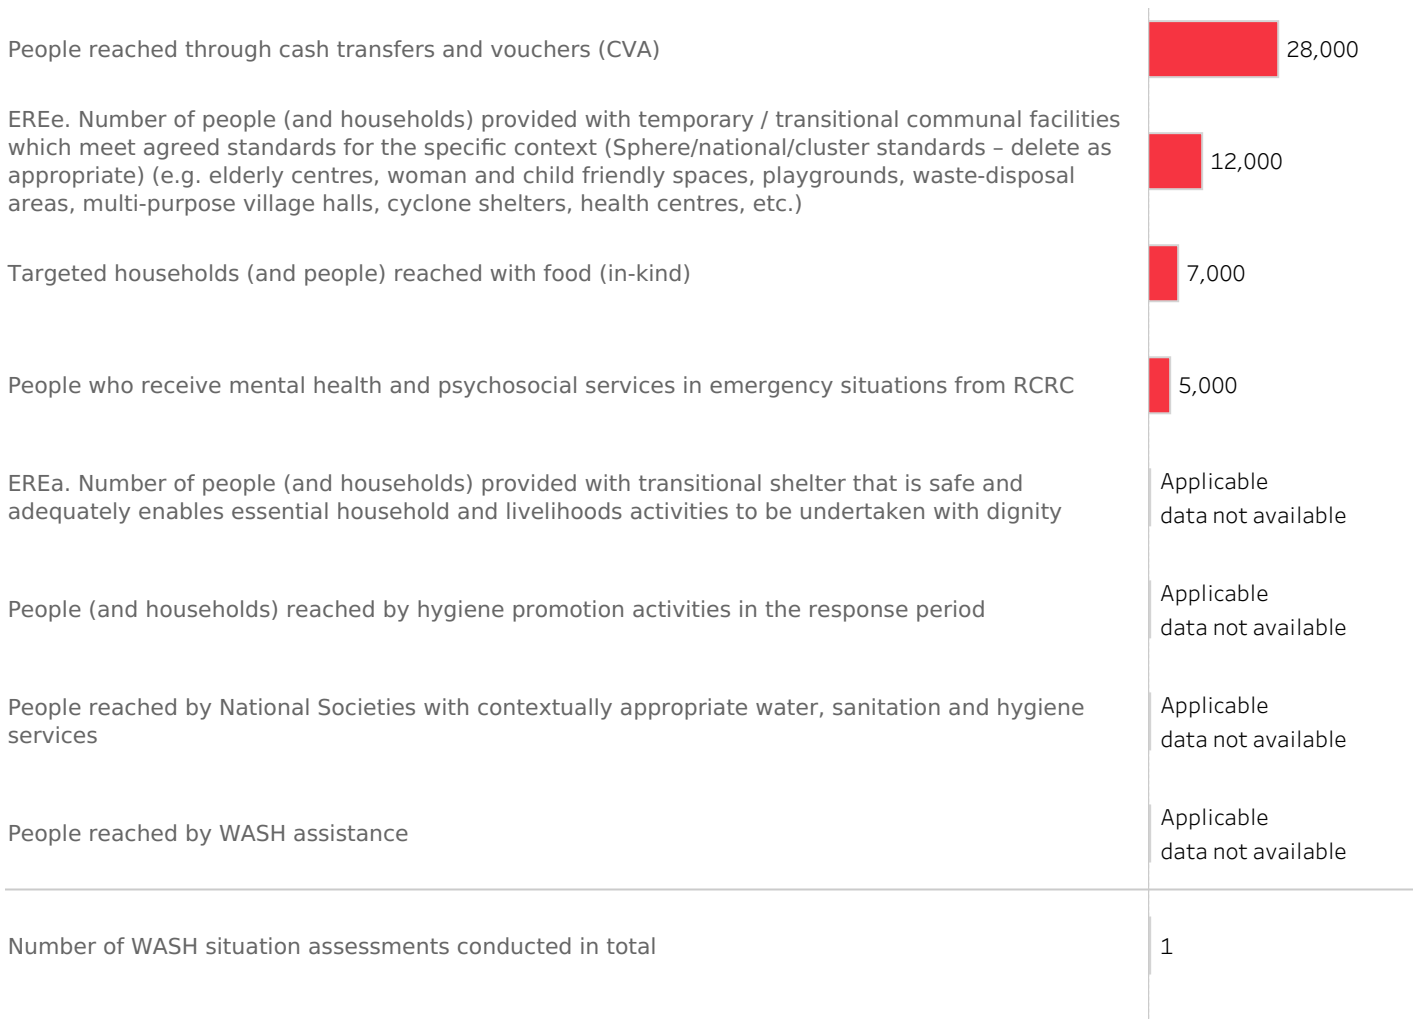 People reached through cash transfers and vouchers (CVA)
28,000
EREe. Number of people (and households) provided with temporary / transitional communal facilities
which meet agreed standards for the specific context (Sphere/national/cluster standards – delete as
appropriate) (e.g. elderly centres, woman and child friendly spaces, playgrounds, waste-disposal
areas, multi-purpose village halls, cyclone shelters, health centres, etc.)
12,000
Targeted households (and people) reached with food (in-kind)
7,000
People who receive mental health and psychosocial services in emergency situations from RCRC
5,000
EREa. Number of people (and households) provided with transitional shelter that is safe and
adequately enables essential household and livelihoods activities to be undertaken with dignity
Applicable
data not available
People (and households) reached by hygiene promotion activities in the response period
Applicable
data not available
People reached by National Societies with contextually appropriate water, sanitation and hygiene
services
Applicable
data not available
People reached by WASH assistance
Applicable
data not available
Number of WASH situation assessments conducted in total
1